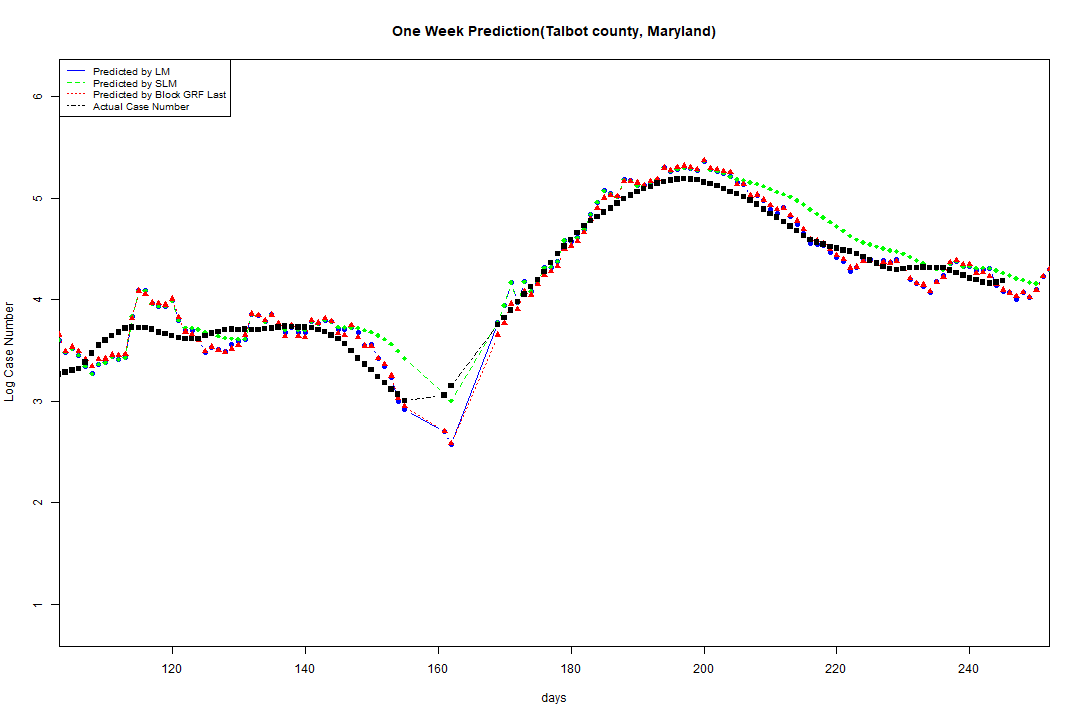 One Week Prediction(Talbot county, Maryland)
Predicted by LM
Predicted by SLM
Predicted by Block GRF Last
Actual Case Number
6
5
4
3
2
1
Log Case Number
120 140 160 180 200 220 240
days